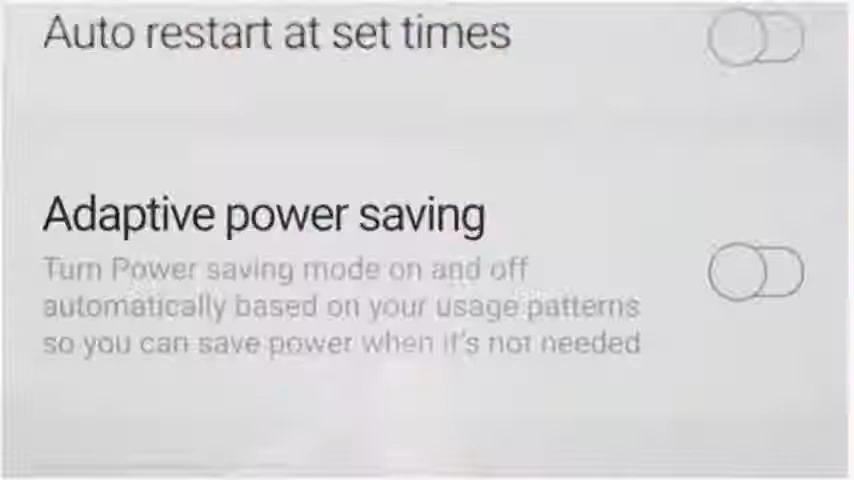 Auto restart at set times
Adaptive power saving
Turn Power saving mode on and off
automatically based on your usage patterns
so you can save power when it's not needed